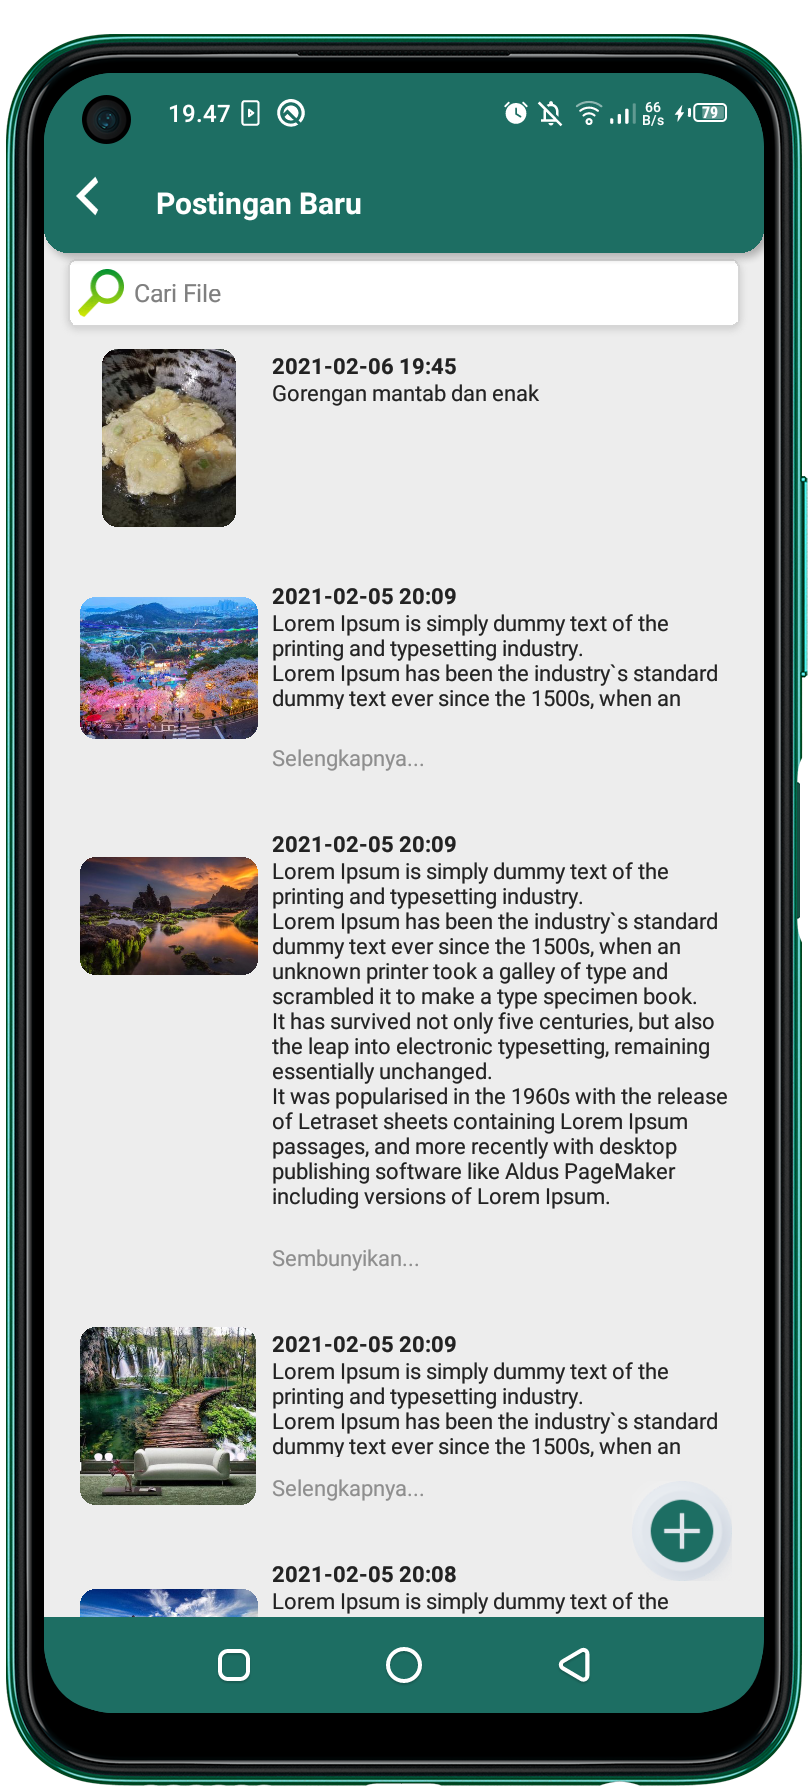 19.47
66
B/s
79
Postingan Baru
Cari File
2021-02-06 19:45
Gorengan mantab dan enak
2021-02-05 20:09
Lorem Ipsum is simply dummy text of the
printing and typesetting industry.
Lorem Ipsum has been the industry`s standard
dummy text ever since the 1500s, when an
Selengkapnya...
2021-02-05 20:09
Lorem Ipsum is simply dummy text of the
printing and typesetting industry.
Lorem Ipsum has been the industry`s standard
dummy text ever since the 1500s, when an
unknown printer took a galley of type and
scrambled it to make a type specimen book.
It has survived not only five centuries, but also
the leap into electronic typesetting, remaining
essentially unchanged.
It was popularised in the 1960s with the release
of Letraset sheets containing Lorem Ipsum
passages, and more recently with desktop
publishing software like Aldus PageMaker
including versions of Lorem Ipsum.
Sembunyikan...
2021-02-05 20:09
Lorem Ipsum is simply dummy text of the
printing and typesetting industry.
Lorem Ipsum has been the industry`s standard
dummy text ever since the 1500s, when an
Selengkapnya...
2021-02-05 20:08
Lorem Ipsum is simply dummy text of the